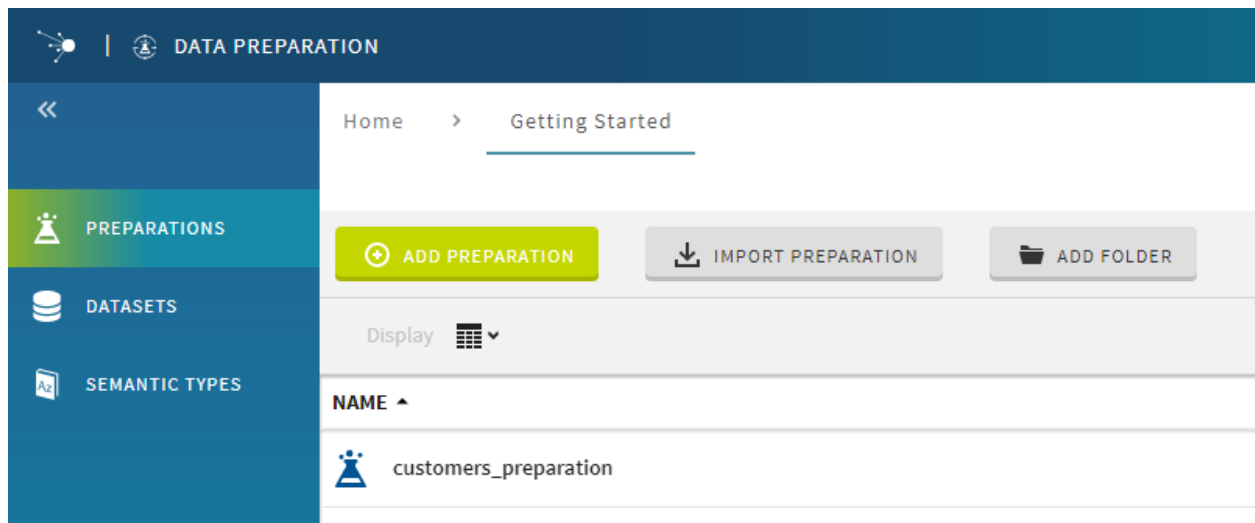 DATA PREPARATION
Home > Getting Started
PREPARATIONS
ADD PREPARATION IMPORT PREPARATION ADD FOLDER
DATASETS
Display
SEMANTIC TYPES
NAME
customers_preparation